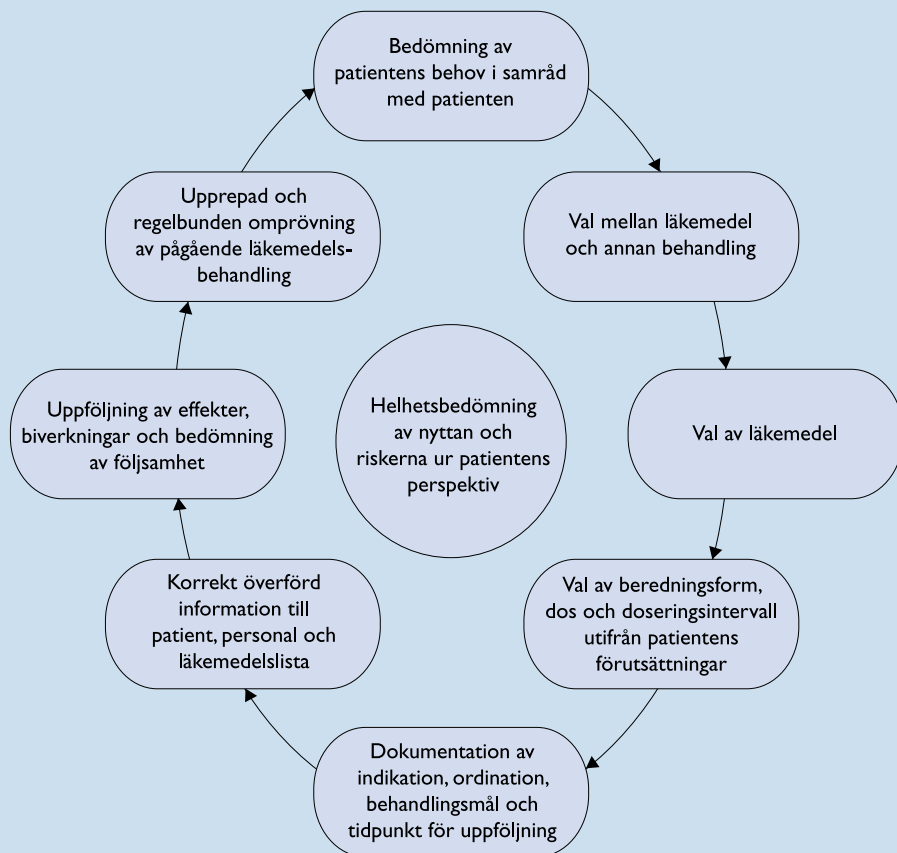 Bedömning av
patientens behov i samråd
med patienten
Val mellan läkemedel
och annan behandling
Val av läkemedel
Val av beredningsform,
dos och doseringsintervall
utifrån patientens
förutsättningar
Dokumentation av
indikation, ordination,
behandlingsmål och
tidpunkt för uppföljning
Korrekt överförd
information till
patient, personal och
läkemedelslista
Uppföljning av effekter,
biverkningar och bedömning
av följsamhet
Upprepad och
regelbunden omprövning
av pågående läkemedels-
behandling
Helhetsbedömning
av nyttan och
riskerna ur patientens
perspektiv